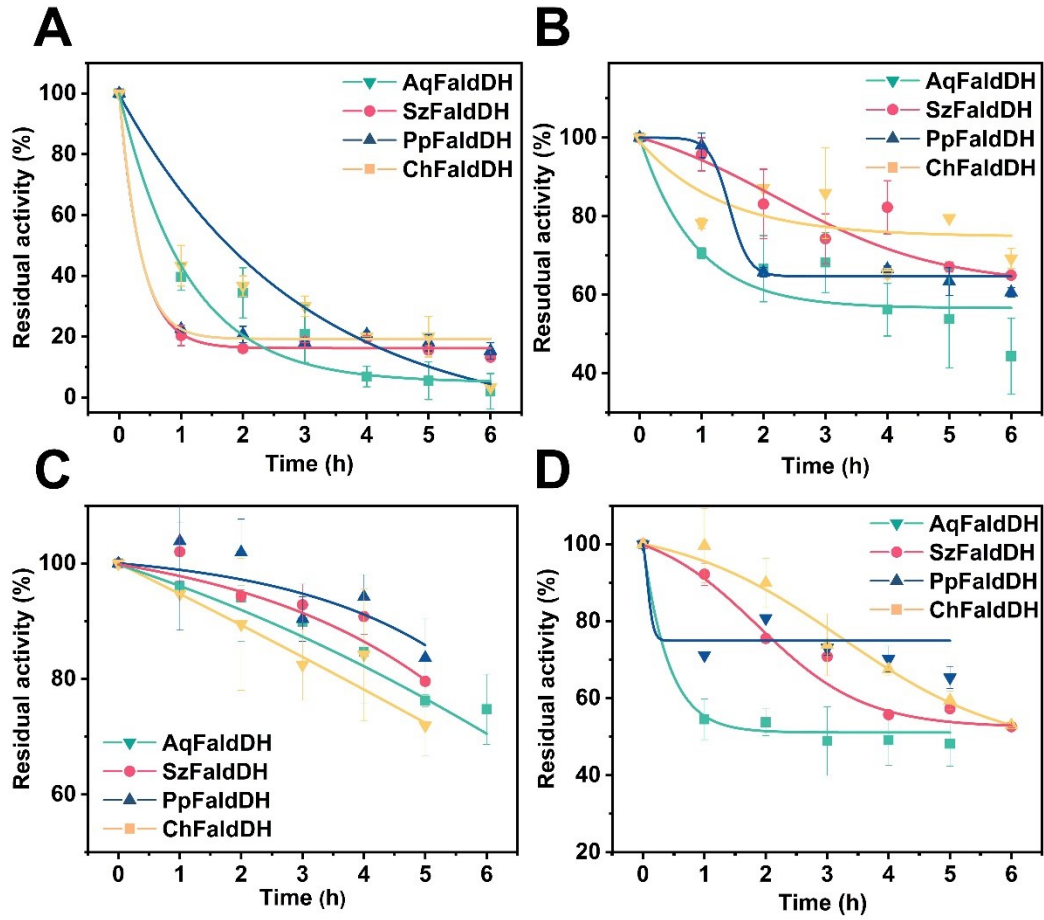 A
Residual activity (%)
100
80
60
40
20
0
AqFaldDH
SzFaldDH
PpFaldDH
ChFaldDH
0 1 2 3 4 5 6
Time (h)
B
Resudual activity (%)
100
80
60
40
AqFaldDH
SzFaldDH
PpFaldDH
ChFaldDH
0 1 2 3 4 5 6
Time (h)
C
Residual activity (%)
100
80
60
AqFaldDH
SzFaldDH
PpFaldDH
ChFaldDH
0 1 2 3 4 5 6
Time (h)
D
Residual activity (%)
100
80
60
40
20
AqFaldDH
SzFaldDH
PpFaldDH
ChFaldDH
0 1 2 3 4 5 6
Time (h)